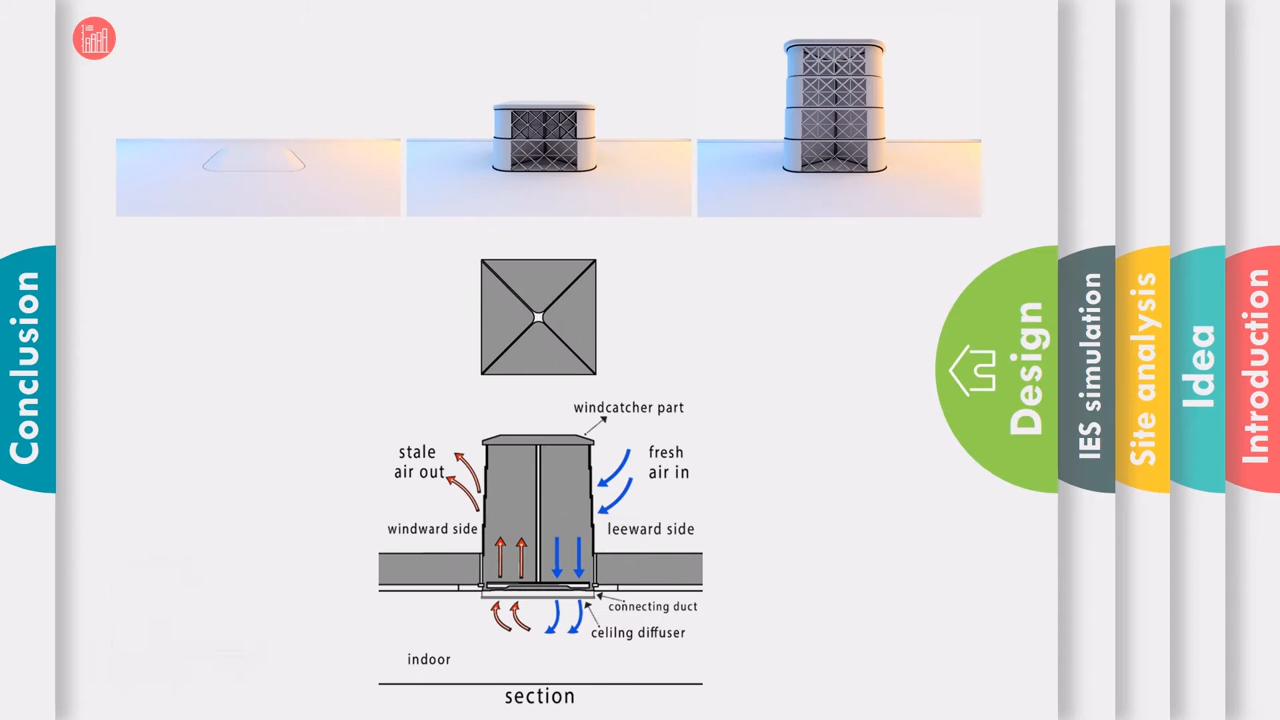 Conclusion
windcatcher part
stale
air out
fresh
air in
windward side
leeward side
connecting duct
celilng diffuser
indoor
section
Design
IES simulation
Site analysis
Idea
Introduction